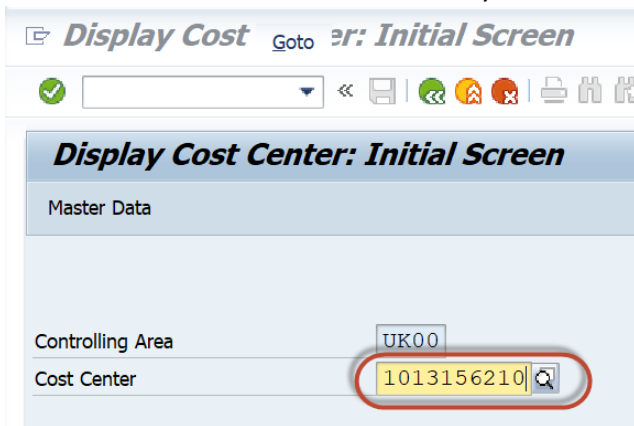 Display Cost Goto er: Initial Screen
Display Cost Center: Initial Screen
Master Data
Controlling Area UK00
Cost Center 1013156210